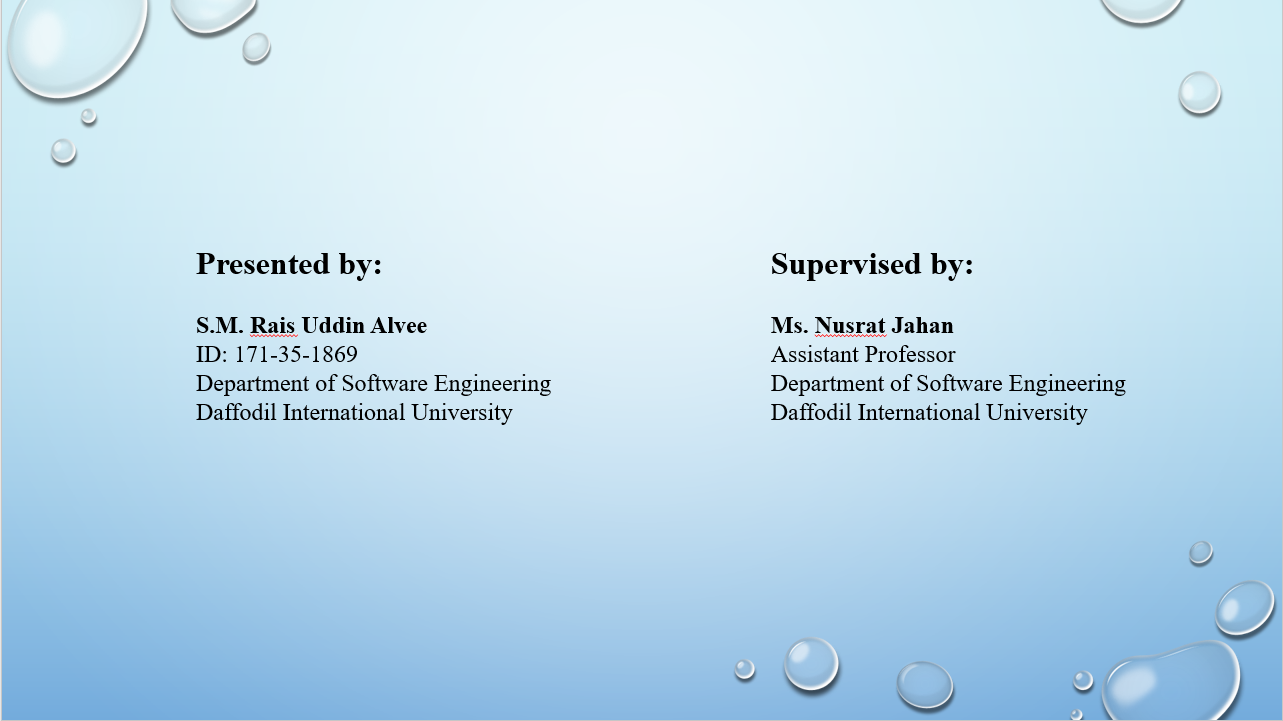 Presented by:
S.M. Rais Uddin Alvee
ID: 171-35-1869
Department of Software Engineering
Daffodil International University
Supervised by:
Ms. Nusrat Jahan
Assistant Professor
Department of Software Engineering
Daffodil International University